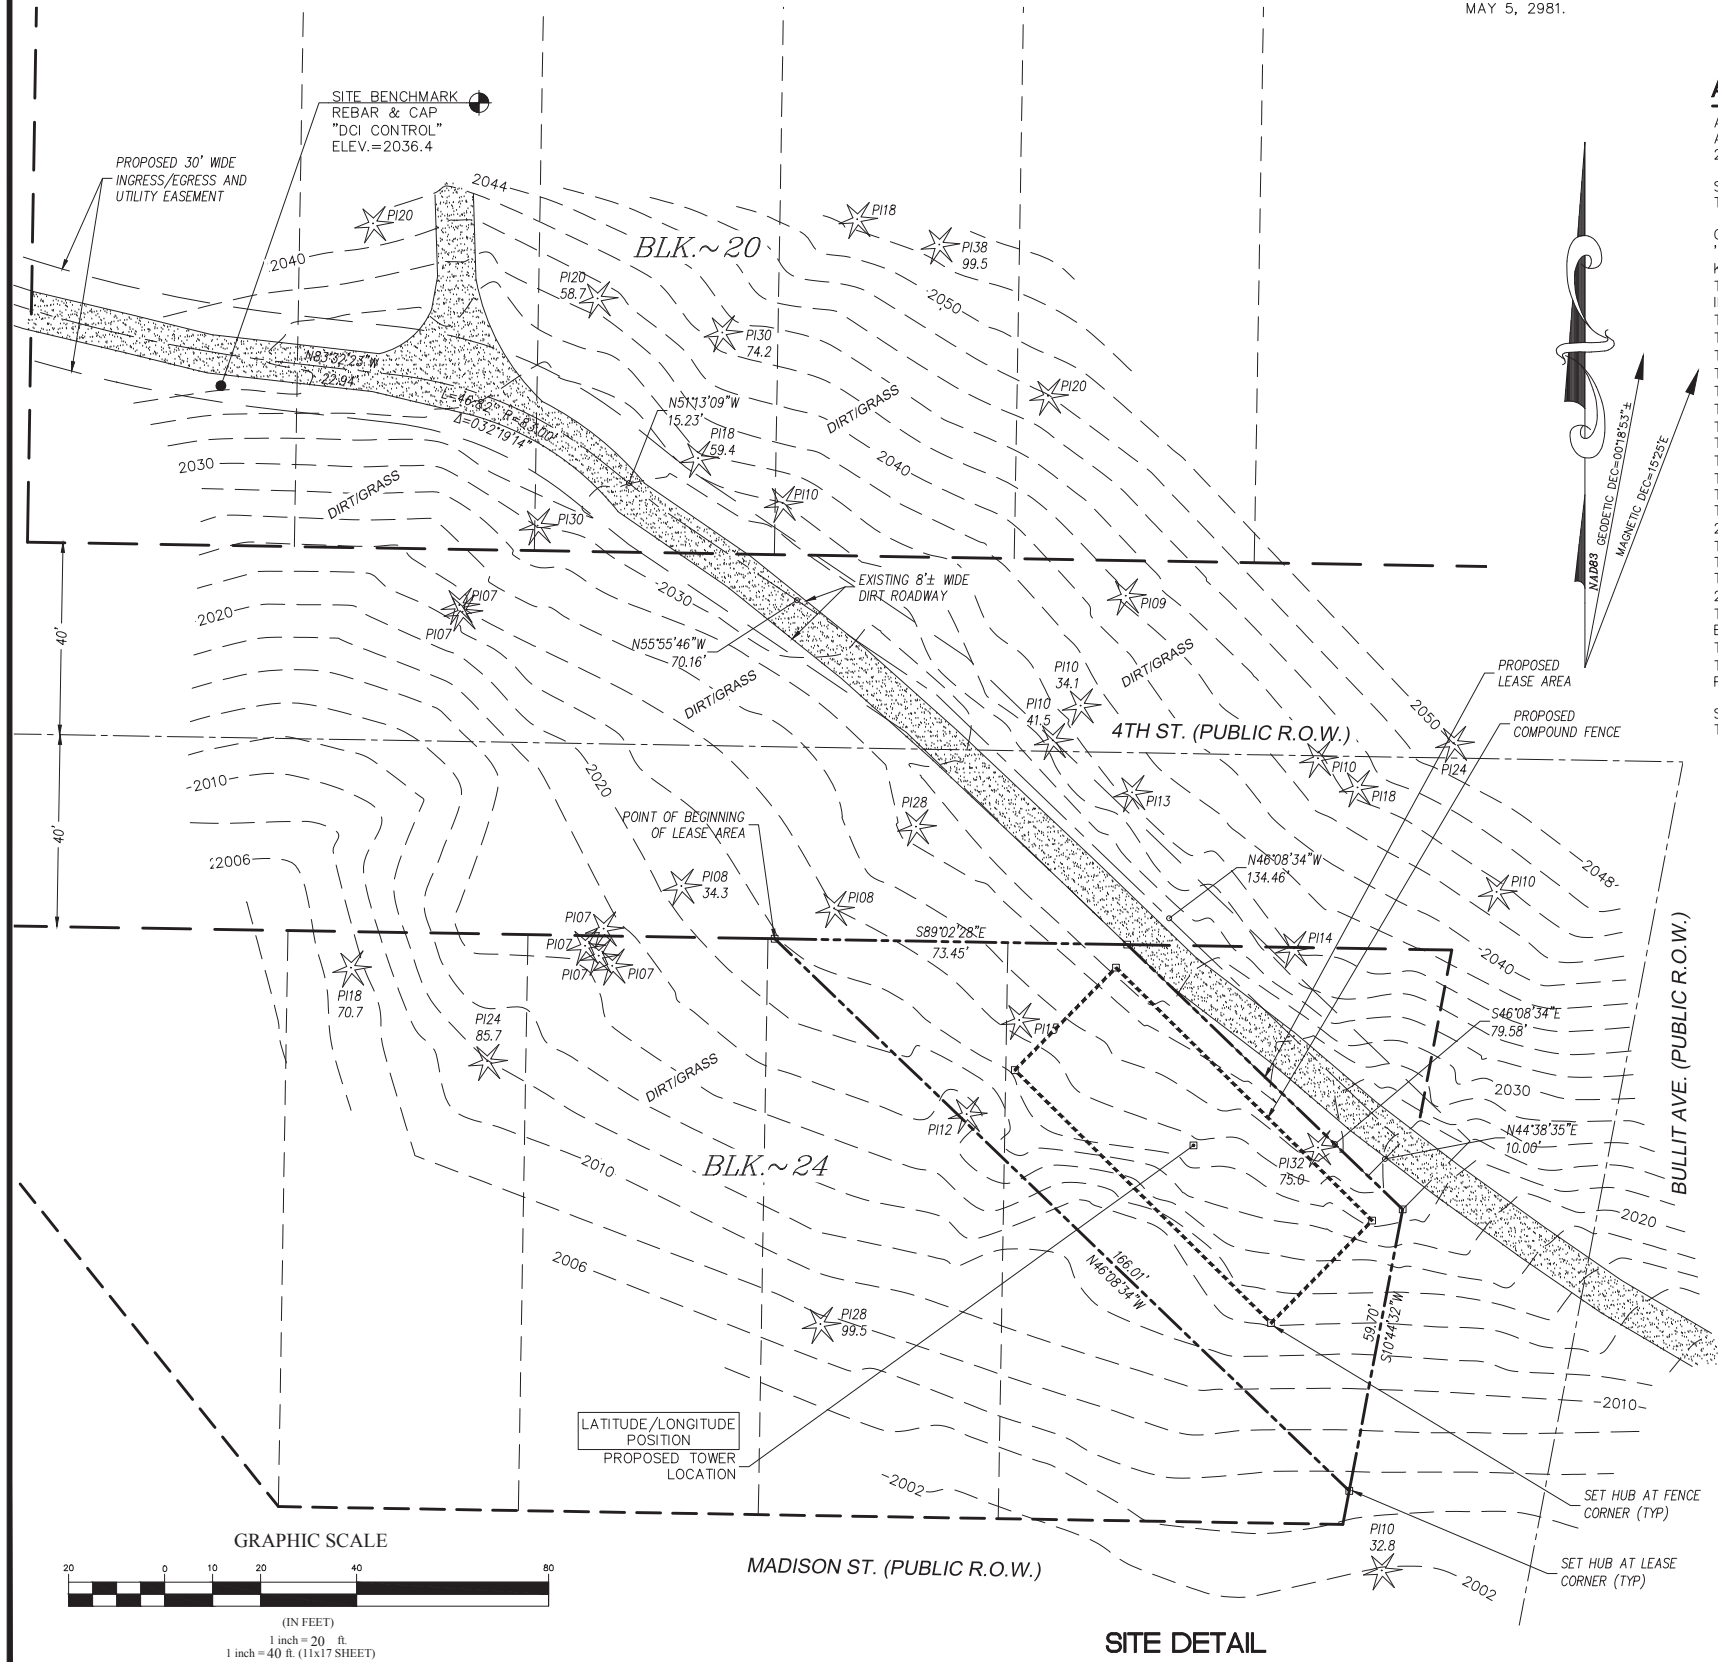 MAY 5, 2981.
SITE BENCHMARK
REBAR & CAP
"DCI CONTROL"
ELEV.=2036.4
PROPOSED 30' WIDE
INGRESS/EGRESS AND
UTILITY EASEMENT
2044
PI20
PI18
BLK.~20
PI38
99.5
2040
PI20
58.7
2050
PI30
74.2
N83°32'23"W
22.94'
L=46.82' R=83.00'
Δ=032°19'14"
N51°13'09"W
15.23'
DIRT/GRASS
PI20
PI18
59.4
2040
2030
DIRT/GRASS
PI10
PI30
GEODETIC DEC=00°18'53"±
MAGNETIC DEC=15°25'E
NAD83
EXISTING 8'± WIDE
DIRT ROADWAY
2030
PI07
PI07
2020
PI09
40'
N55°55'46"W
70.16'
DIRT/GRASS
PI10
34.1
DIRT/GRASS
PROPOSED
LEASE AREA
PI10
41.5
2050
PROPOSED
COMPOUND FENCE
4TH ST. (PUBLIC R.O.W.)
PI10
PI24
2020
2010
PI18
PI13
PI28
POINT OF BEGINNING
OF LEASE AREA
40'
2006
N46°08'34"W
134.46'
2048
PI08
34.3
PI08
PI10
PI07
PI07
PI07
PI07
S89°02'28"E
73.45'
PI14
2040
PI18
70.7
PI24
85.7
PI15
S46°08'34"E
79.58'
DIRT/GRASS
2030
PI12
N44°38'35"E
10.00'
BULLIT AVE. (PUBLIC R.O.W.)
2010
BLK.~24
PI32
75.0
2020
2006
166.01'
N46°08'34"W
PI28
99.5
59.70'
S10°44'32"W
2010
LATITUDE/LONGITUDE
POSITION
PROPOSED TOWER
LOCATION
2002
SET HUB AT FENCE
CORNER (TYP)
PI10
32.8
SET HUB AT LEASE
CORNER (TYP)
2002
GRAPHIC SCALE
20 0 10 20 40 80
(IN FEET)
1 inch = 20 ft.
1 inch = 40 ft. (11x17 SHEET)
MADISON ST. (PUBLIC R.O.W.)
SITE DETAIL